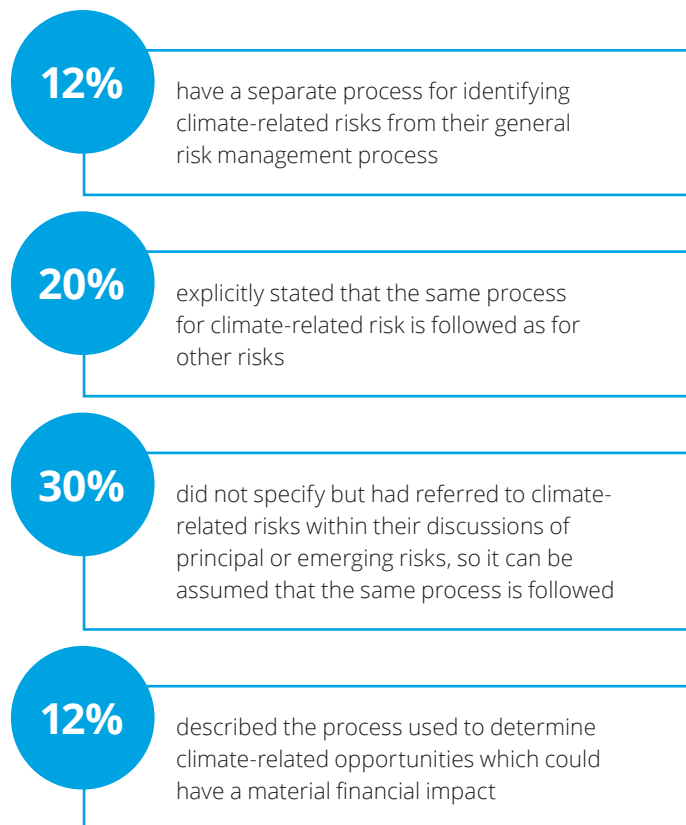 12%
have a separate process for identifying
climate-related risks from their general
risk management process
20%
explicitly stated that the same process
for climate-related risk is followed as for
other risks
30%
did not specify but had referred to climate-
related risks within their discussions of
principal or emerging risks, so it can be
assumed that the same process is followed
12%
described the process used to determine
climate-related opportunities which could
have a material financial impact